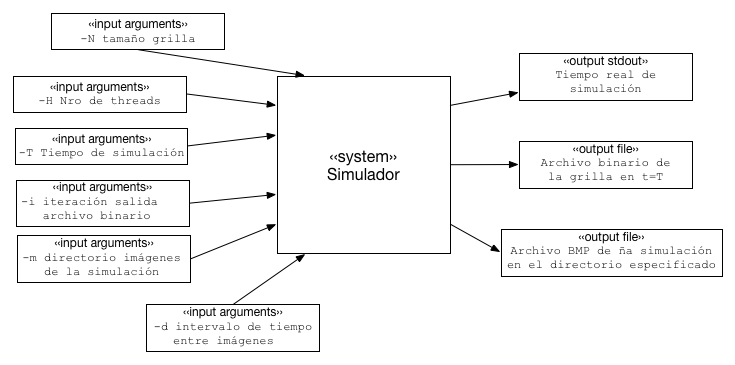 ‹‹input arguments››
-N tamaño grilla
‹‹input arguments››
-H Nro de threads
‹‹input arguments››
-T Tiempo de simulación
‹‹input arguments››
-i iteración salida
archivo binario
‹‹input arguments››
-m directorio imágenes
de la simulación
‹‹input arguments››
-d intervalo de tiempo
entre imágenes
‹‹system››
Simulador
‹‹output stdout››
Tiempo real de
simulación
‹‹output file››
Archivo binario de
la grilla en t=T
‹‹output file››
Archivo BMP de ña simulación
en el directorio especificado